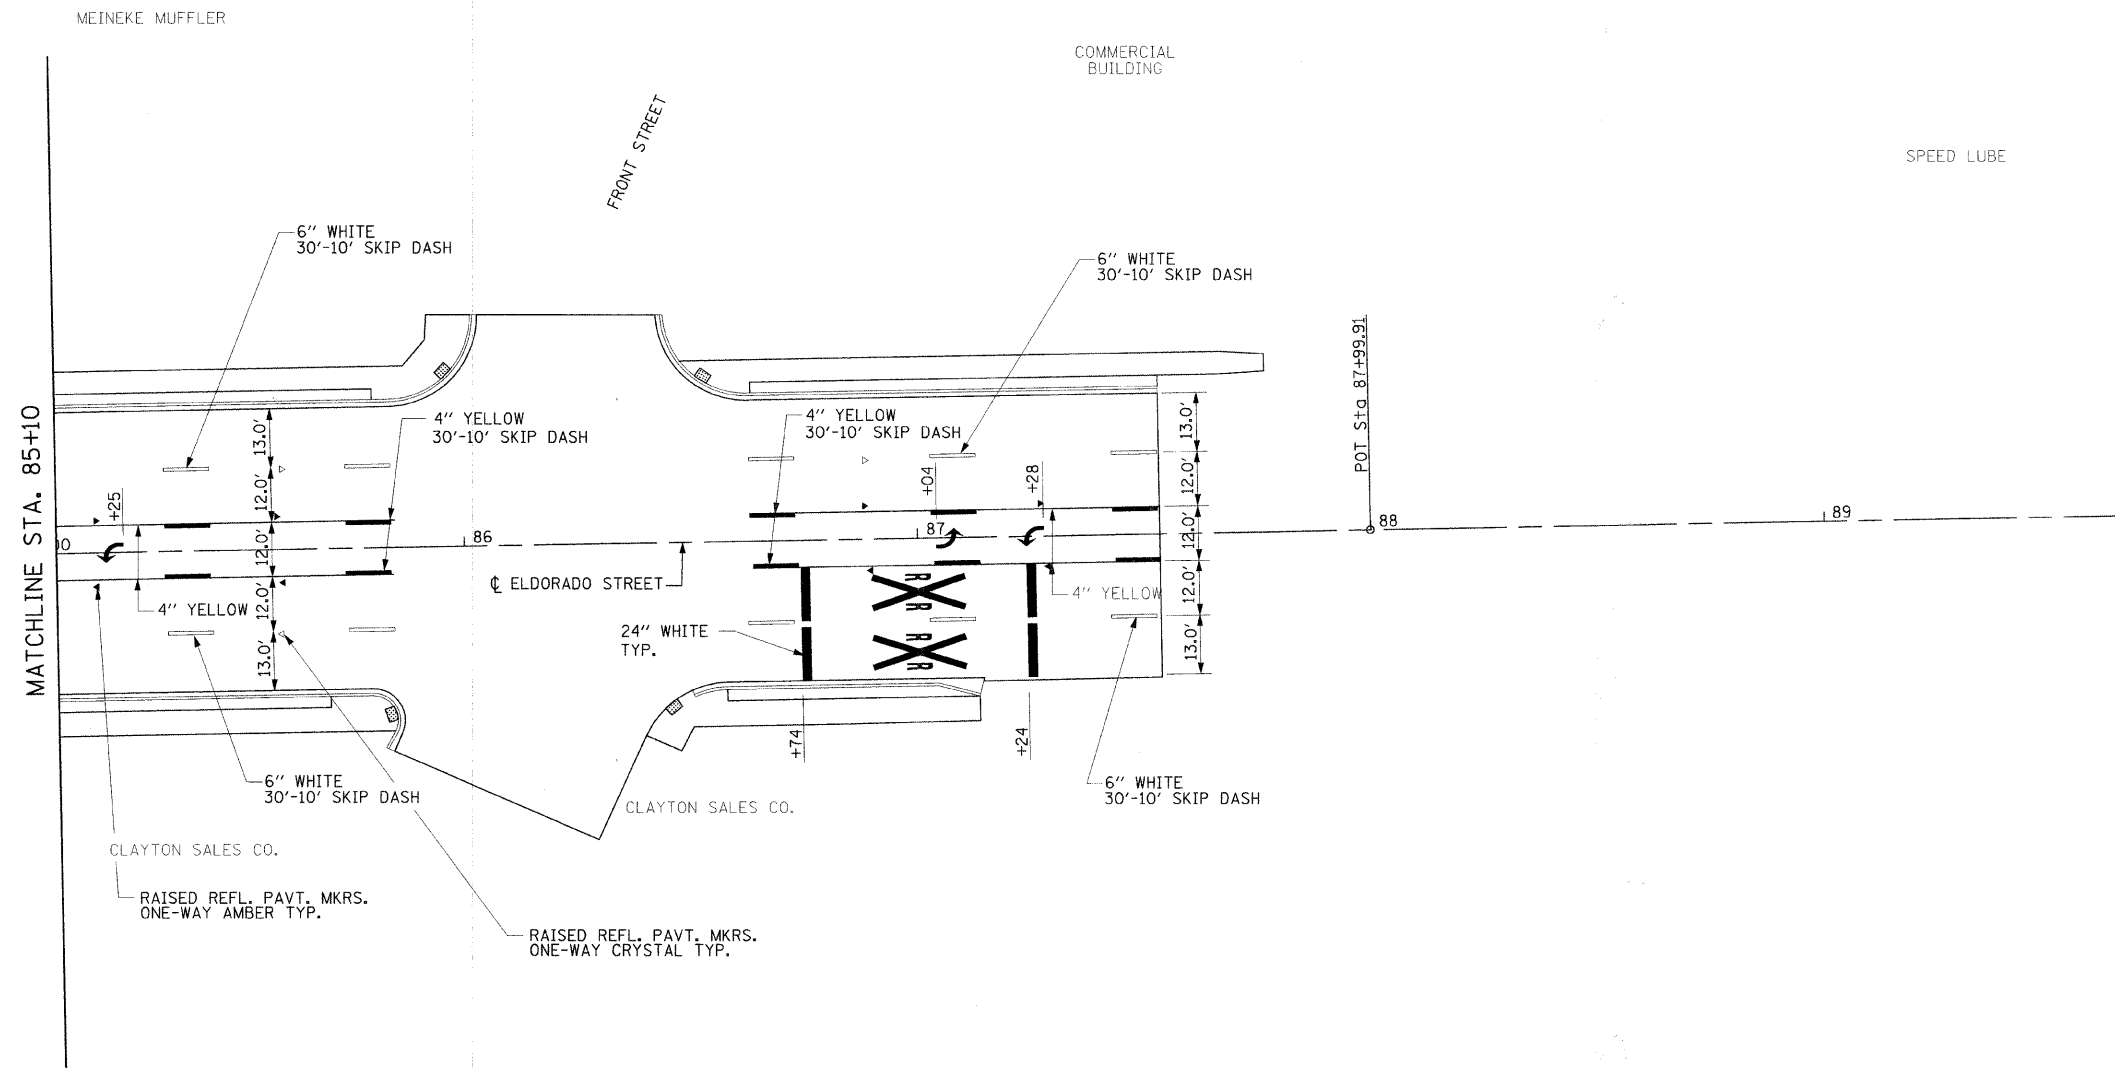 MEINEKE MUFFLER
COMMERCIAL
BUILDING
FRONT STREET
SPEED LUBE
6" WHITE
30'-10' SKIP DASH
6" WHITE
30'-10' SKIP DASH
POT Sta 87+99.91
MATCHLINE STA. 85+10
13.0'
4" YELLOW
30'-10' SKIP DASH
4" YELLOW
30'-10' SKIP DASH
13.0'
12.0'
+25
+04
+28
12.0'
00
12.0'
86
87
12.0'
88
89
℄ ELDORADO STREET
4" YELLOW
12.0'
R
R
4" YELLOW
12.0'
13.0'
24" WHITE
TYP.
R
R
13.0'
+74
+24
6" WHITE
30'-10' SKIP DASH
CLAYTON SALES CO.
6" WHITE
30'-10' SKIP DASH
CLAYTON SALES CO.
RAISED REFL. PAVT. MKRS.
ONE-WAY AMBER TYP.
RAISED REFL. PAVT. MKRS.
ONE-WAY CRYSTAL TYP.